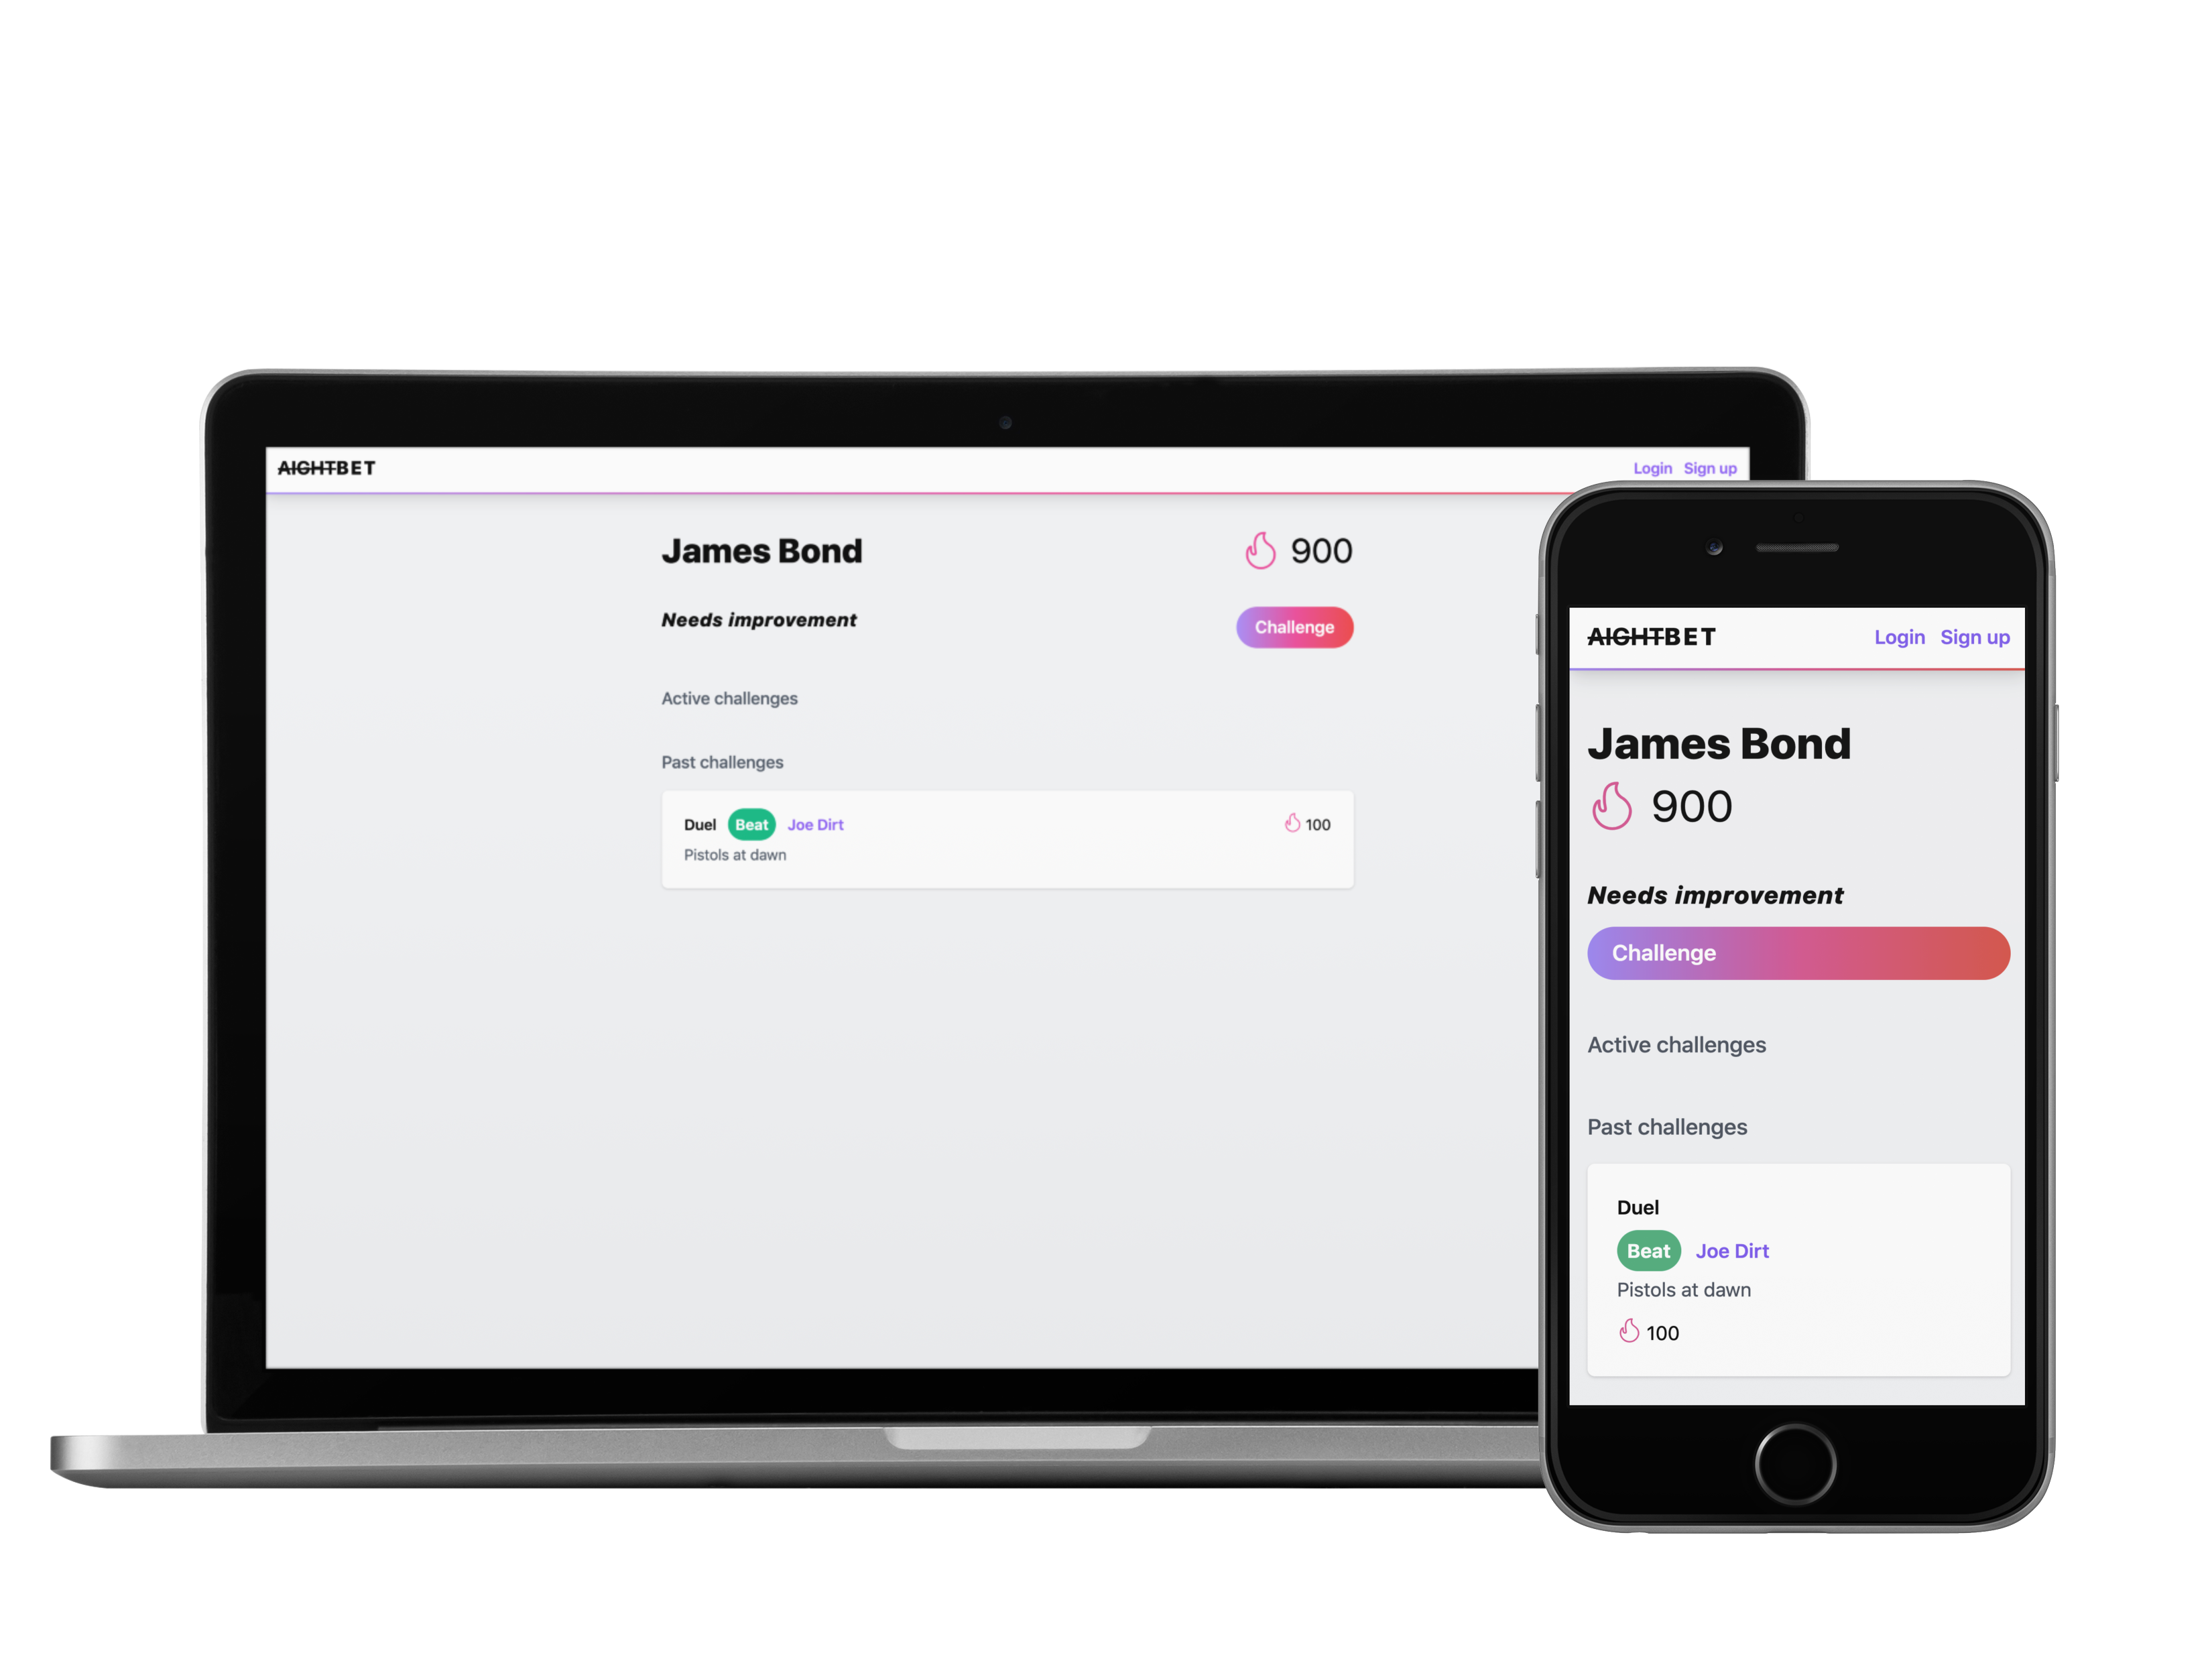 AIGHTBET
Login Sign up
James Bond
900
Needs improvement
Challenge
Active challenges
Past challenges
Duel Beat Joe Dirt
100
Pistols at dawn
AIGHTBET
Login Sign up
James Bond
900
Needs improvement
Challenge
Active challenges
Past challenges
Duel
Beat Joe Dirt
Pistols at dawn
100